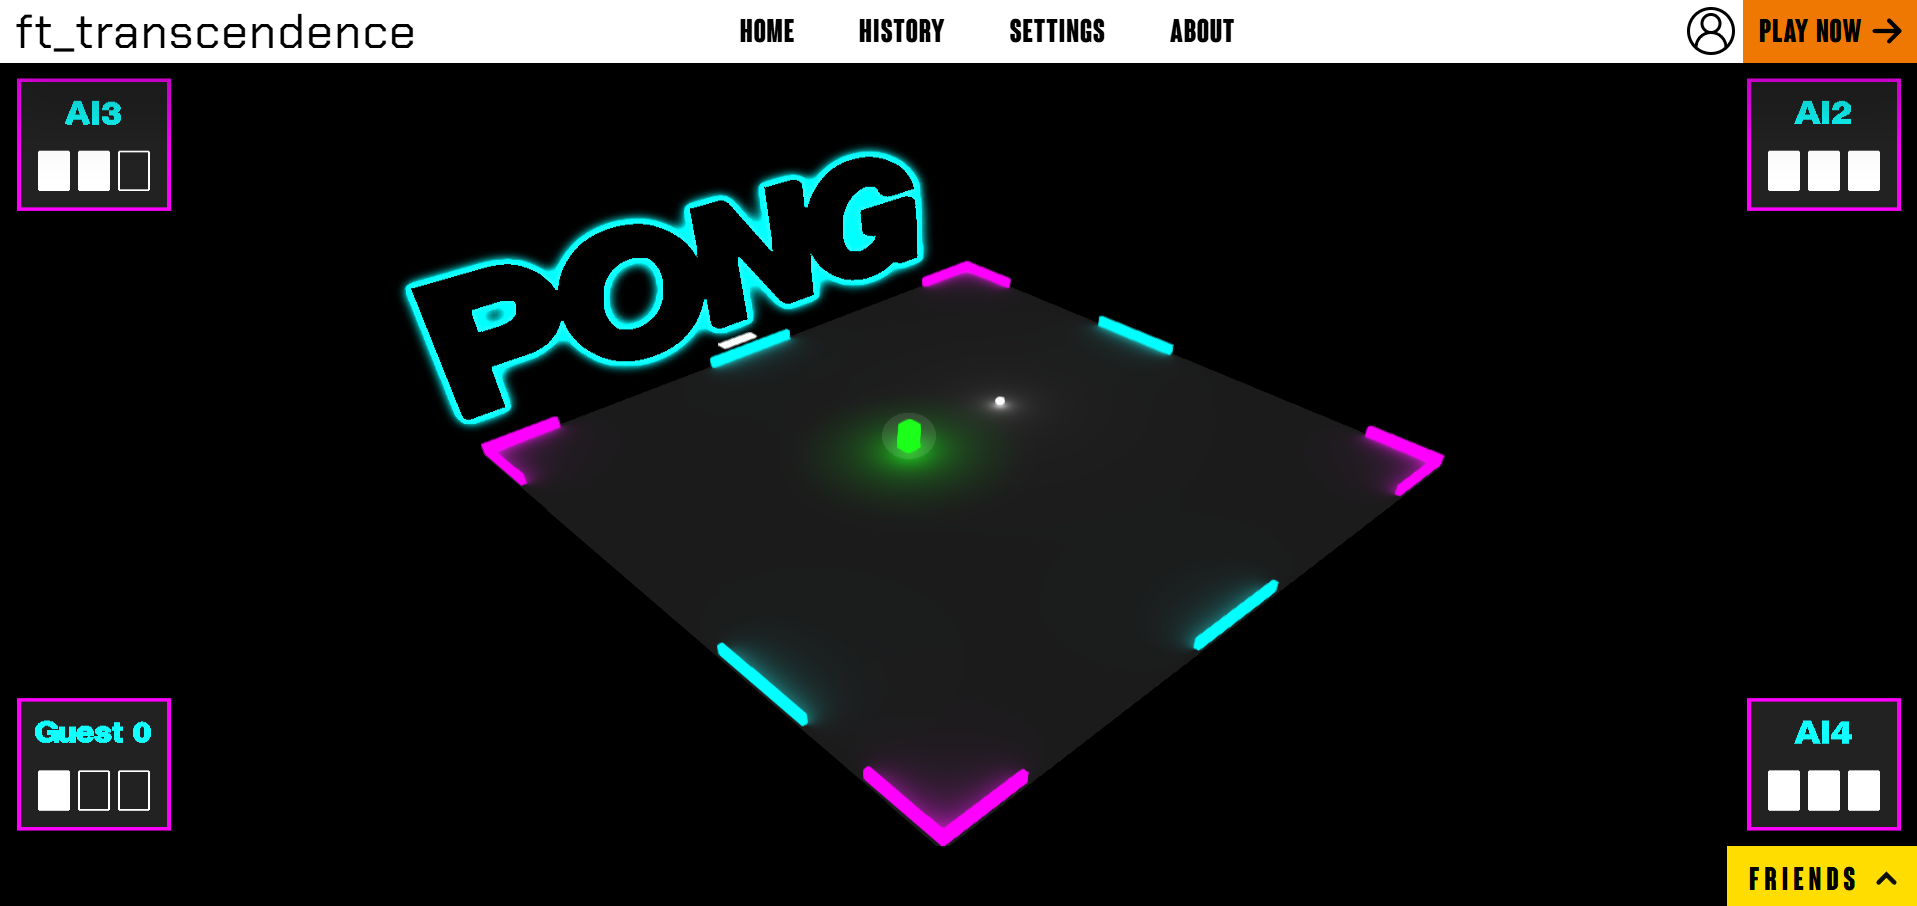 ft_transcendence
HOME
HISTORY
SETTINGS
ABOUT
PLAY NOW
AI3
AI2
PONG
Guest 0
AI4
FRIENDS